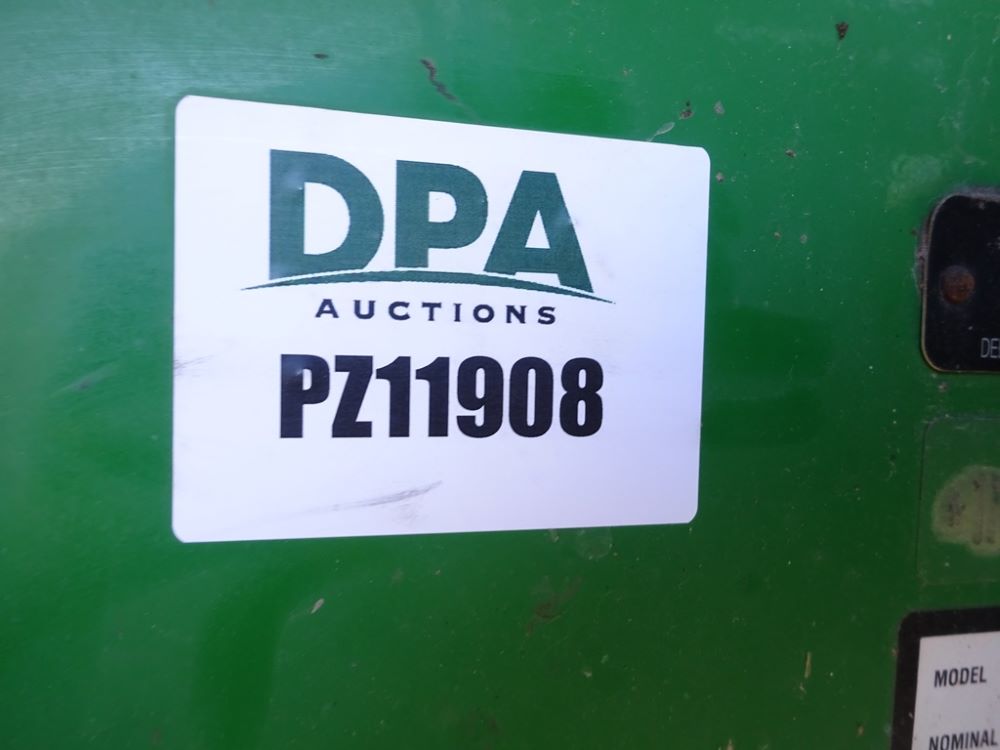 DPA
AUCTIONS
PZ11908
MODEL
NOMINAL